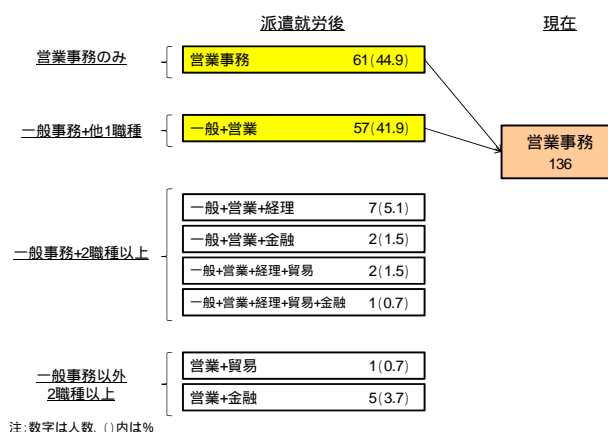 派遣就労後 現在
営業事務のみ 営業事務 61(44.9)
一般事務+他1職種 一般+営業 57(41.9)
営業事務
136
一般事務+2職種以上
一般+営業+経理 7(5.1)
一般+営業+金融 2(1.5)
一般+営業+経理+貿易 2(1.5)
一般+営業+経理+貿易+金融 1(0.7)
一般事務以外
2職種以上
営業+貿易 1(0.7)
営業+金融 5(3.7)
注:数字は人数、()内は%